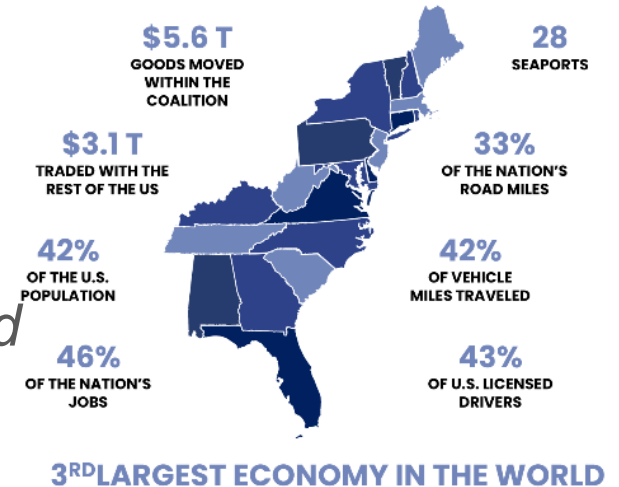 $5.6 T
GOODS MOVED
WITHIN THE
COALITION
28
SEAPORTS
$3.1 T
TRADED WITH THE
REST OF THE US
33%
OF THE NATION'S
ROAD MILES
42%
OF THE U.S.
POPULATION
d
42%
OF VEHICLE
MILES TRAVELED
46%
OF THE NATION'S
JOBS
43%
OF U.S. LICENSED
DRIVERS
3RDLARGEST ECONOMY IN THE WORLD